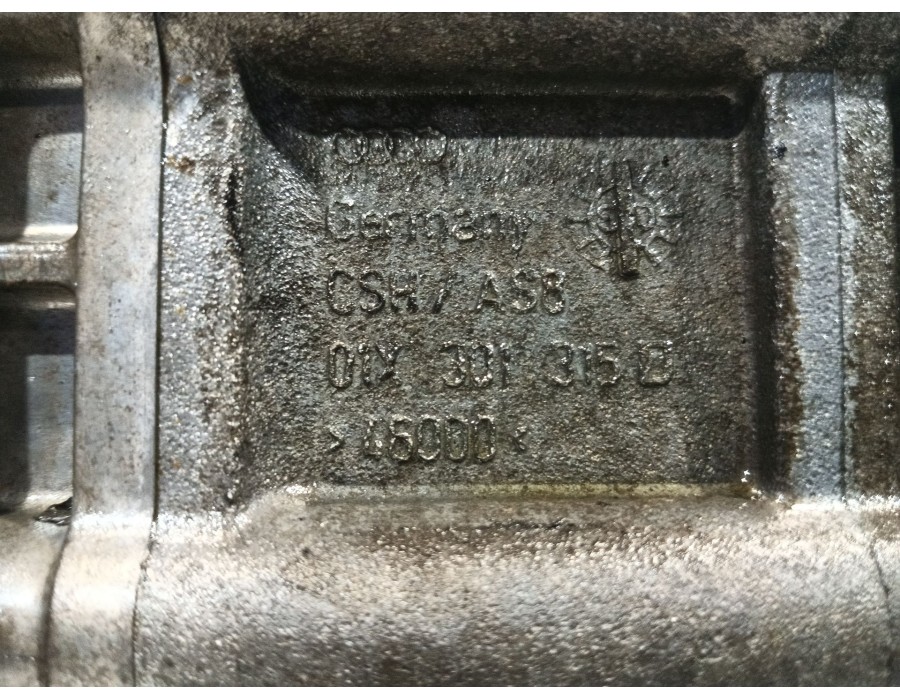 Germany
CSH / AS8
01X 301 315 D
>46000<